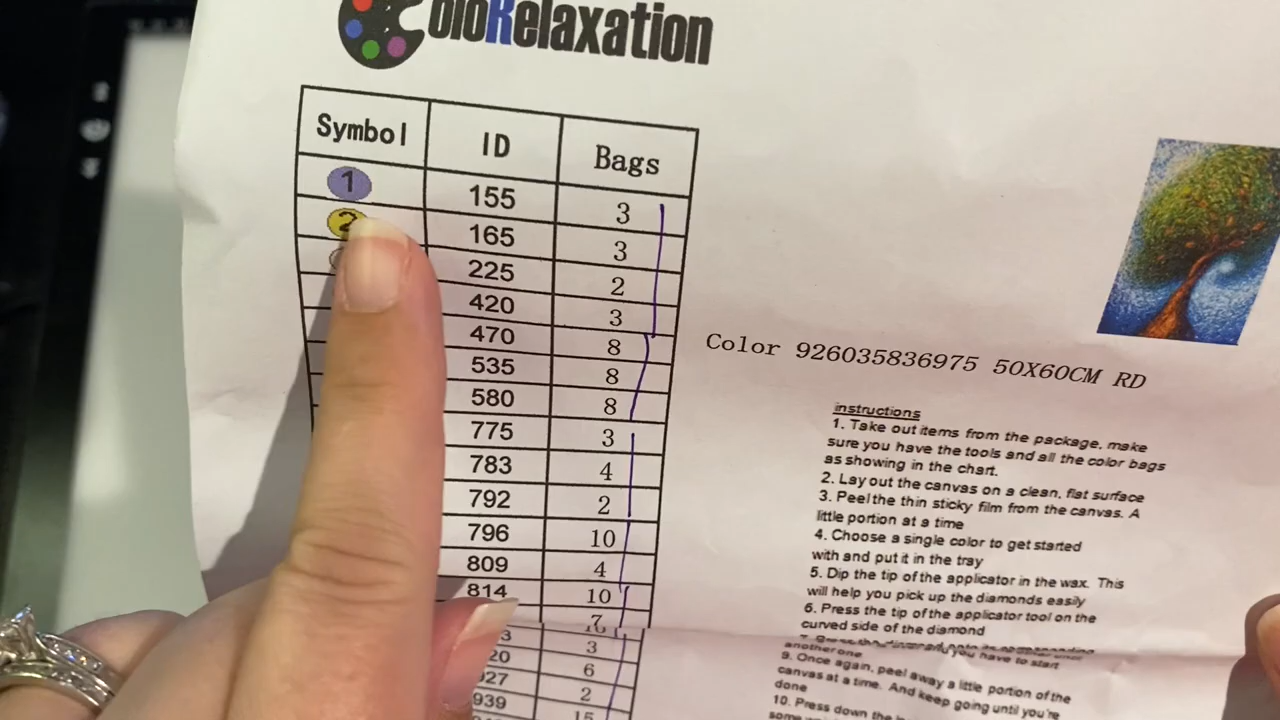 oloRelaxation
Symbol ID Bags
1 155 3
2 165 3
225 2
420 3
470 8
535 8
580 8
775 3
783 4
792 2
796 10
809 4
814 10
7
3 3
20 6
927 2
939 15
Color 926035836975 50X60CM RD
instructions
1. Take out items from the package, make
sure you have the tools and all the color bags
as showing in the chart.
2. Lay out the canvas on a clean, flat surface
3. Peel the thin sticky film from the canvas. A
little portion at a time
4. Choose a single color to get started
with and put it in the tray
5. Dip the tip of the applicator in the wax. This
will help you pick up the diamonds easily
6. Press the tip of the applicator tool on the
curved side of the diamond
another one you have to start
9. Once again, peel away a little portion of the
canvas at a time. And keep going until you're
done
10. Press down the